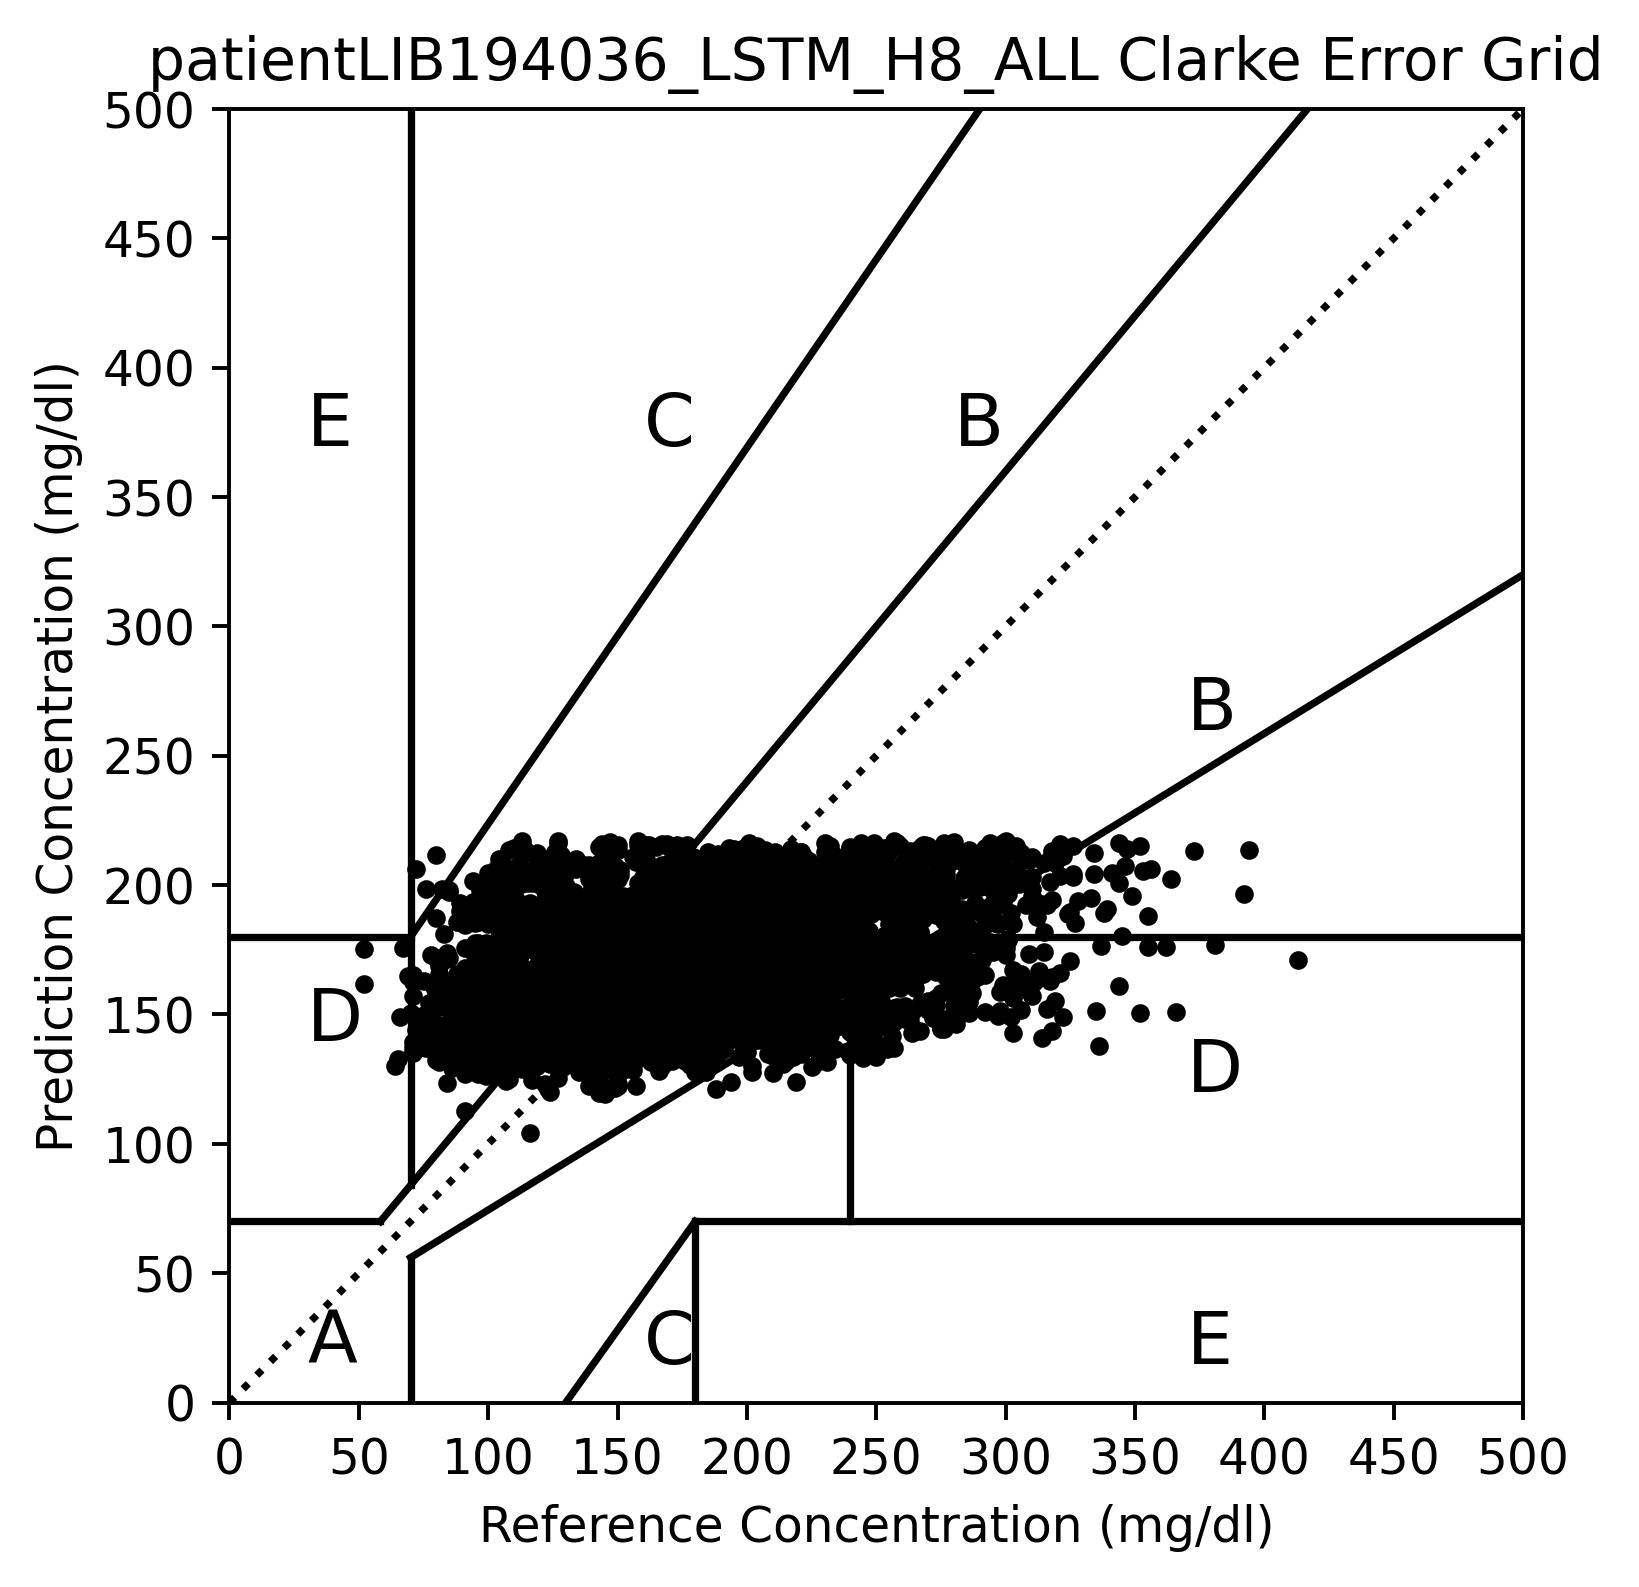 patientLIB194036_LSTM_H8_ALL Clarke Error Grid
500
450
400
350
300
250
200
150
100
50
0
Prediction Concentration (mg/dl)
E
C
B
B
D
D
A
C
E
0 50 100 150 200 250 300 350 400 450 500
Reference Concentration (mg/dl)